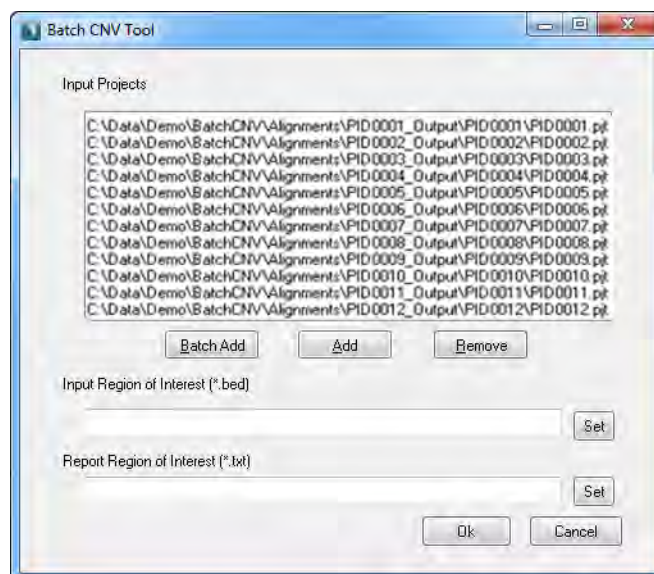 Batch CNV Tool
Input Projects
C:\Data\Demo\BatchCNV\Alignments\PID0001_Output\PID0001\PID0001.pjt
C:\Data\Demo\BatchCNV\Alignments\PID0002_Output\PID0002\PID0002.pjt
C:\Data\Demo\BatchCNV\Alignments\PID0003_Output\PID0003\PID0003.pjt
C:\Data\Demo\BatchCNV\Alignments\PID0004_Output\PID0004\PID0004.pjt
C:\Data\Demo\BatchCNV\Alignments\PID0005_Output\PID0005\PID0005.pjt
C:\Data\Demo\BatchCNV\Alignments\PID0006_Output\PID0006\PID0006.pjt
C:\Data\Demo\BatchCNV\Alignments\PID0007_Output\PID0007\PID0007.pjt
C:\Data\Demo\BatchCNV\Alignments\PID0008_Output\PID0008\PID0008.pjt
C:\Data\Demo\BatchCNV\Alignments\PID0009_Output\PID0009\PID0009.pjt
C:\Data\Demo\BatchCNV\Alignments\PID0010_Output\PID0010\PID0010.pjt
C:\Data\Demo\BatchCNV\Alignments\PID0011_Output\PID0011\PID0011.pjt
C:\Data\Demo\BatchCNV\Alignments\PID0012_Output\PID0012\PID0012.pjt
Batch Add Add Remove
Input Region of Interest (*.bed)
Set
Report Region of Interest (*.txt)
Set
Ok Cancel